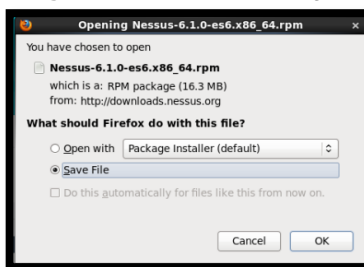 Opening Nessus-6.1.0-es6.x86_64.rpm ×
You have chosen to open
Nessus-6.1.0-es6.x86_64.rpm
which is a: RPM package (16.3 MB)
from: http://downloads.nessus.org
What should Firefox do with this file?
Open with Package Installer (default)
Save File
Do this automatically for files like this from now on.
Cancel OK